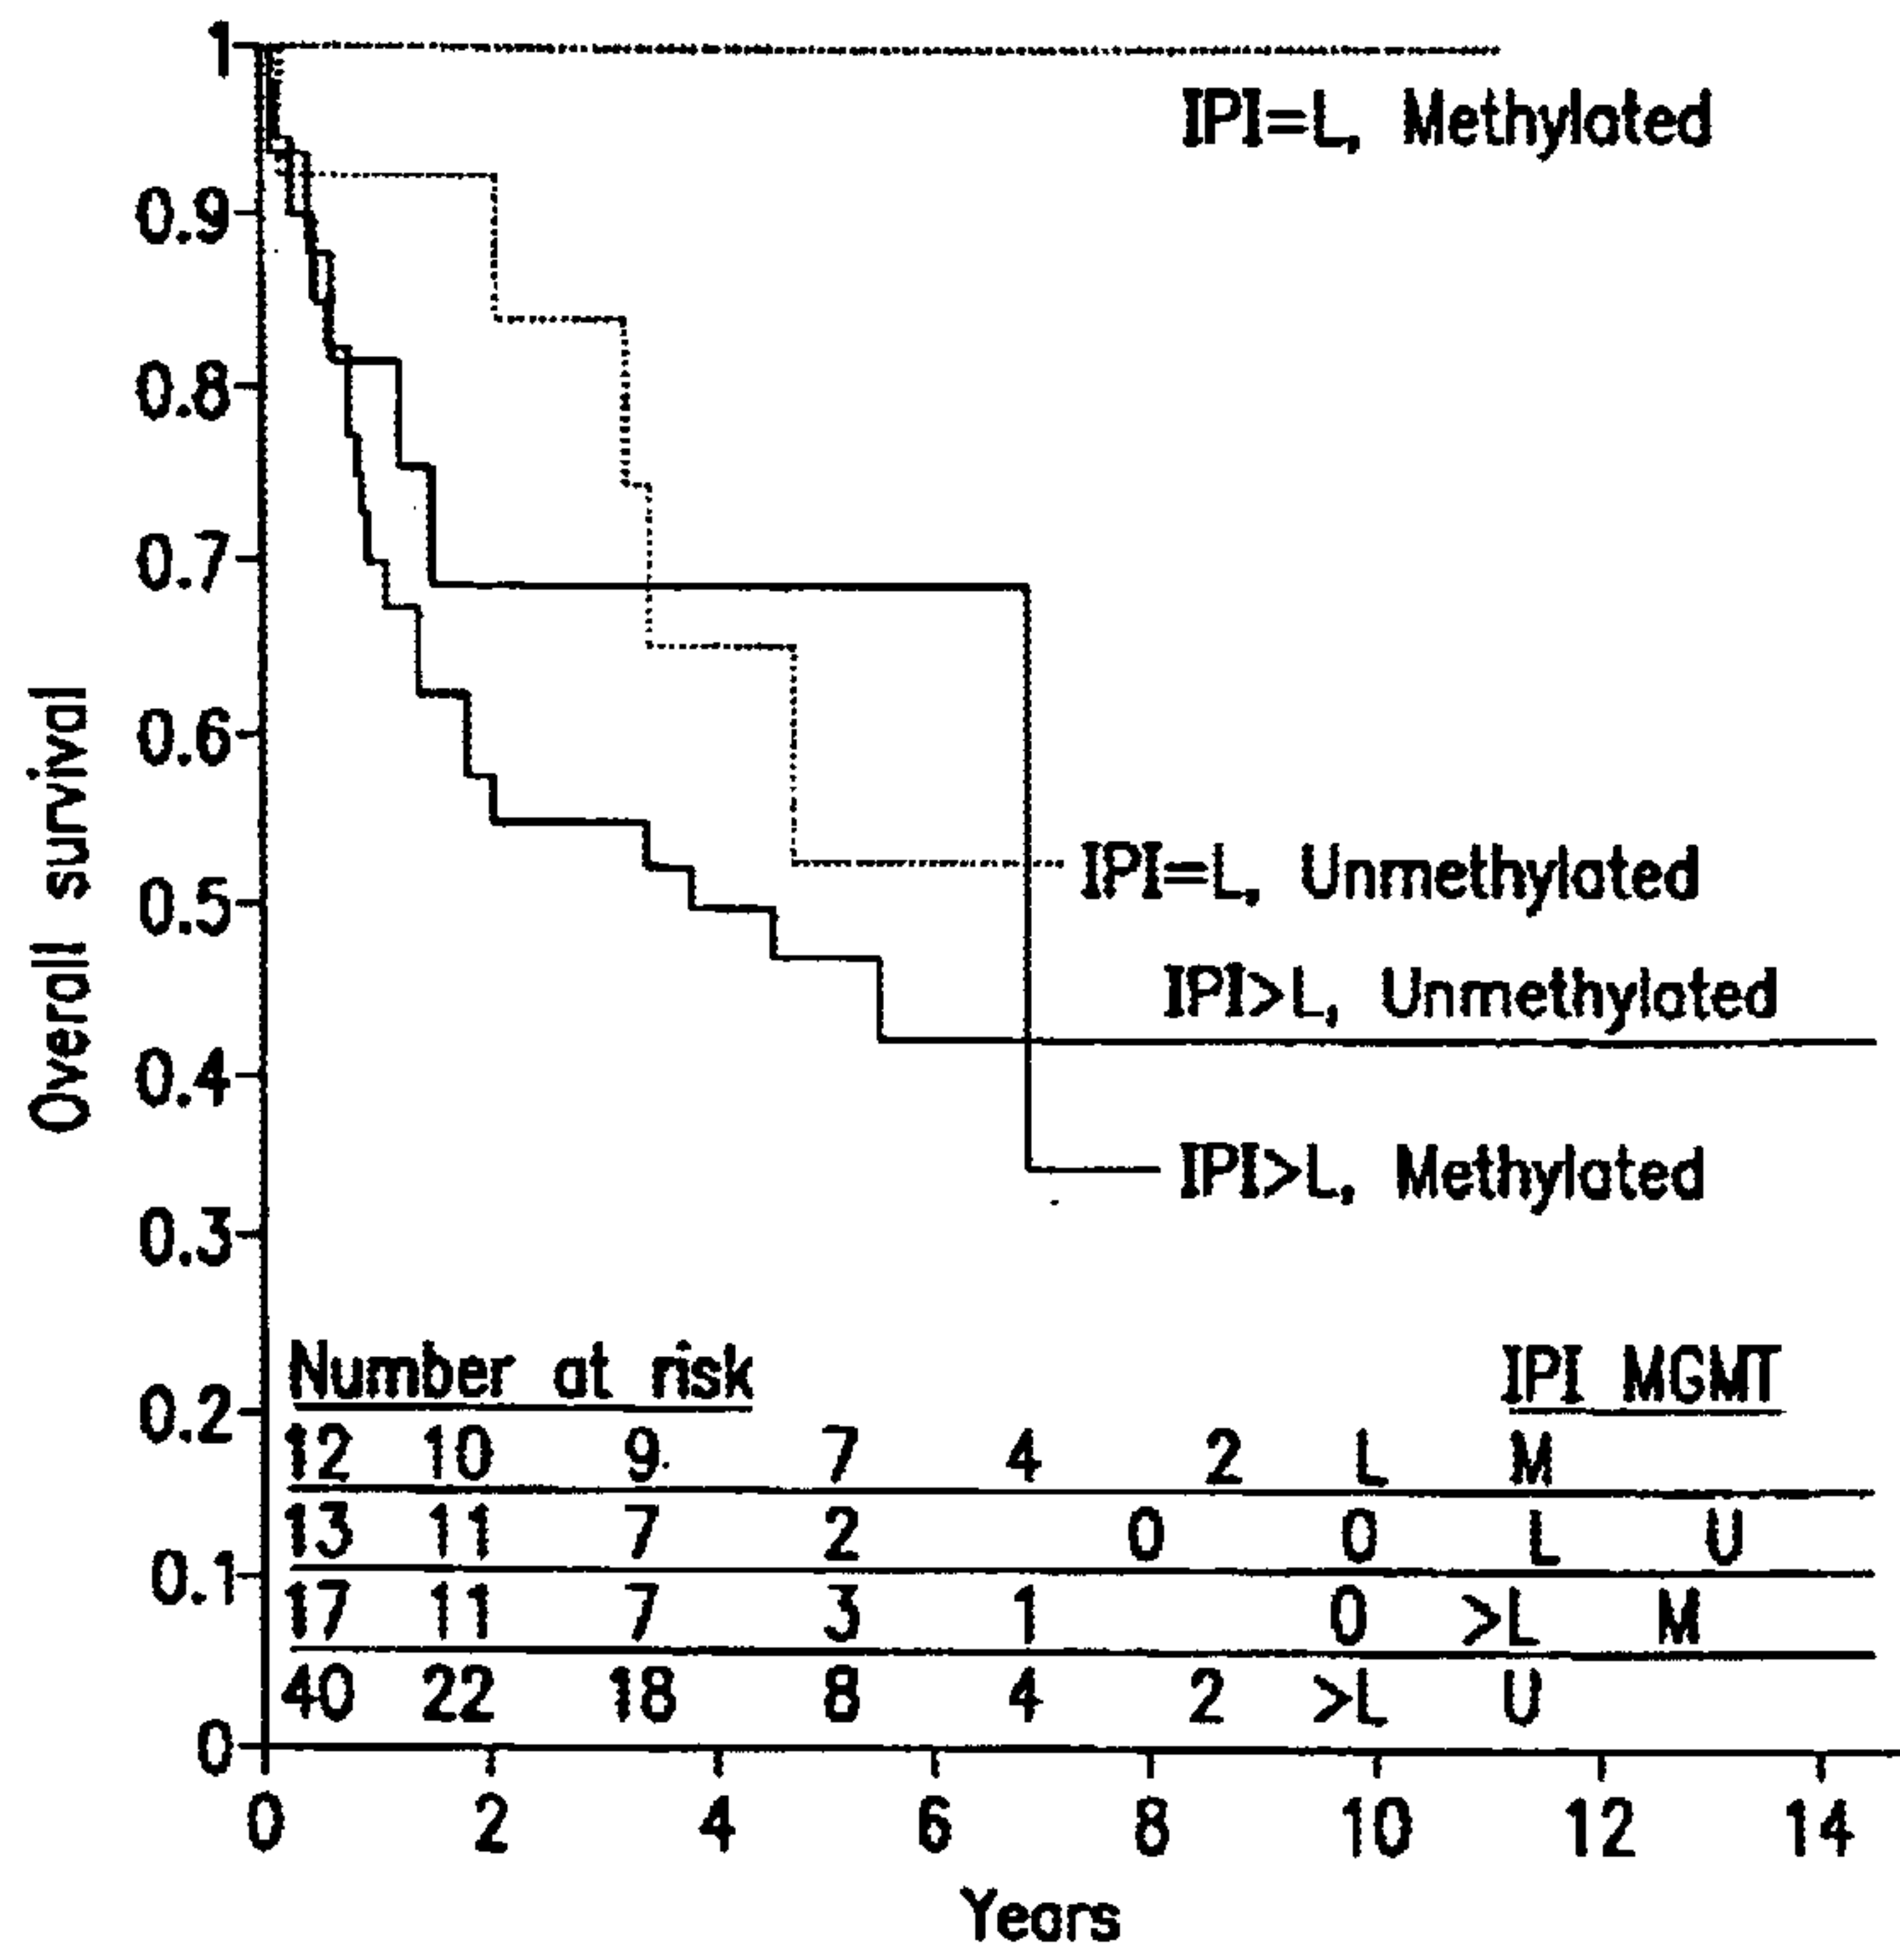 1
IPI=L, Methylated
0.9
0.8
0.7
0.6
Overall survival
IPI=L, Unmethylated
0.5
IPI>L, Unmethylated
0.4
IPI>L, Methylated
0.3
Number at risk IPI MGMT
0.2
12 10 9 7 4 2 L M
13 11 7 2 0 0 L U
0.1
17 11 7 3 1 0 >L M
40 22 18 8 4 2 >L U
0
0 2 4 6 8 10 12 14
Years